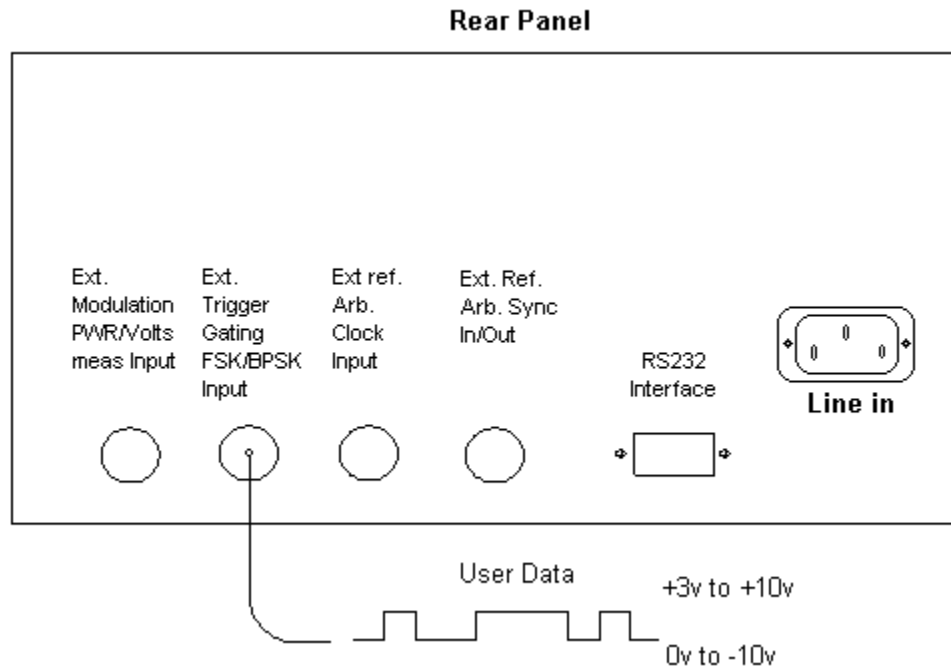 Rear Panel
Ext.
Modulation
PWR/Volts
meas Input
Ext.
Trigger
Gating
FSK/BPSK
Input
Ext ref.
Arb.
Clock
Input
Ext. Ref.
Arb. Sync
In/Out
RS232
Interface
Line in
User Data
+3v to +10v
0v to -10v